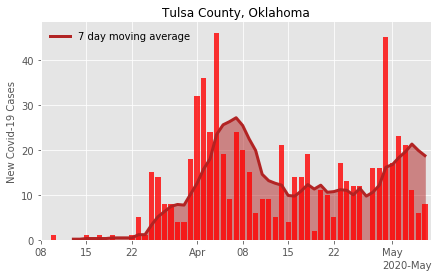 Tulsa County, Oklahoma
7 day moving average
New Covid-19 Cases
40
30
20
10
0
08 15 22 Apr 08 15 22 May
2020-May